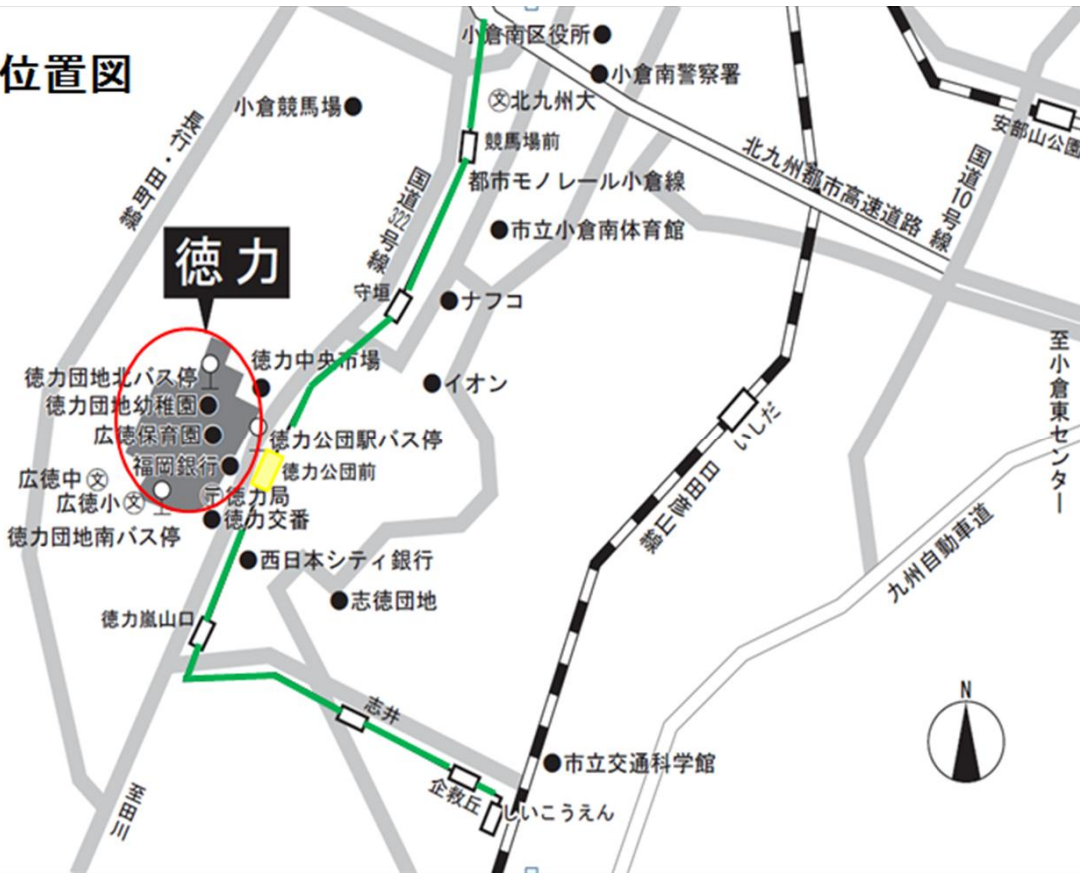 位置図
小倉南区役所
小倉南警察署
小倉競馬場
北九州大
文
競馬場前
安部山公園
長行・田町線
国道322号線
都市モノレール小倉線
北九州都市高速道路
国道10号線
市立小倉南体育館
徳力
守垣
ナフコ
至小倉東センター
徳力中央市場
徳力団地北バス停
イオン
徳力団地幼稚園
いしだ
広徳保育園
徳力公団駅バス停
福岡銀行
徳力公団前
広徳中
文
徳力局
〒
広徳小
文
徳力交番
徳力団地南バス停
日田彦山線
九州自動車道
西日本シティ銀行
志徳団地
徳力嵐山口
N
志井
市立交通科学館
企救丘
しいこうえん
至田川